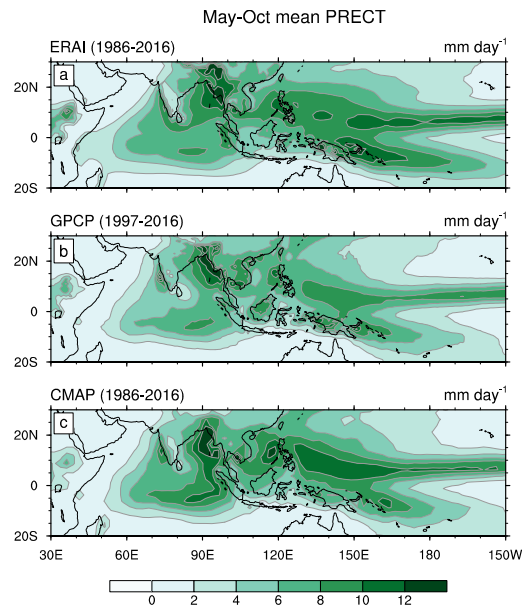 May-Oct mean PRECT
ERAI (1986-2016) mm day-1
a
20N
0
20S
GPCP (1997-2016) mm day-1
b
20N
0
20S
CMAP (1986-2016) mm day-1
c
20N
0
20S
30E 60E 90E 120E 150E 180 150W
0 2 4 6 8 10 12